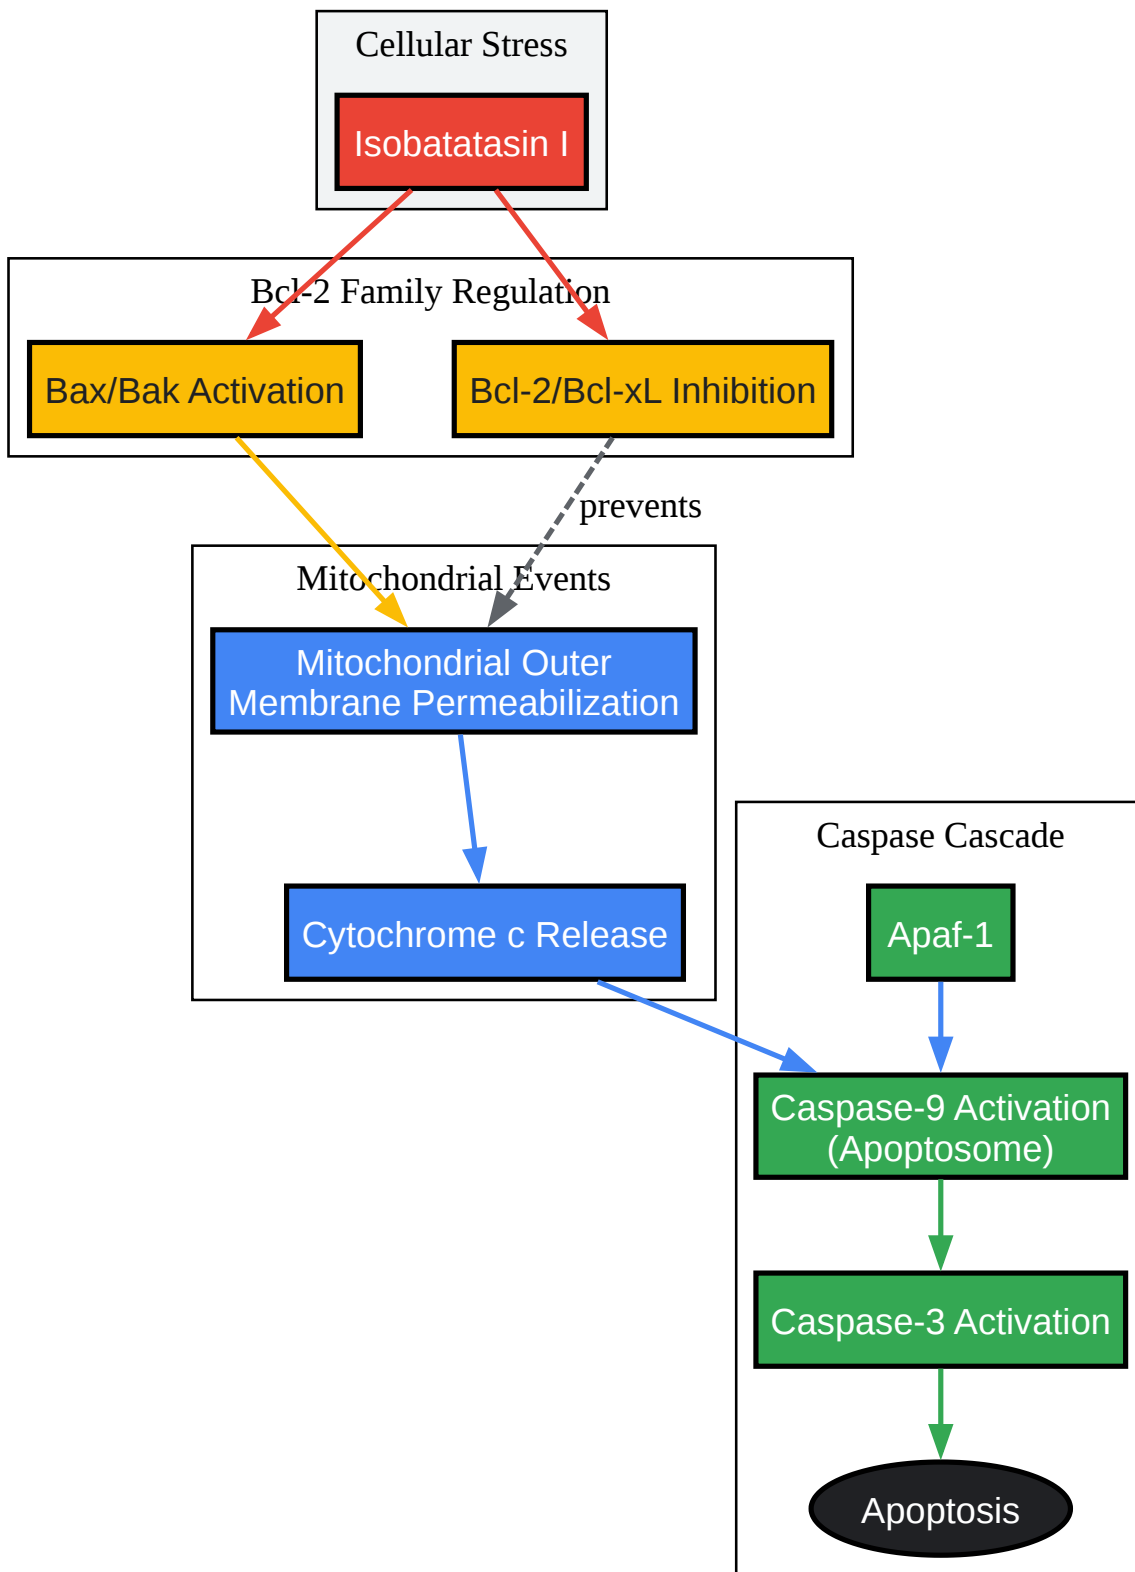 Cellular Stress
Isobatatasin I
Bcl-2 Family Regulation
Bax/Bak Activation
Bcl-2/Bcl-xL Inhibition
prevents
Mitochondrial Events
Mitochondrial Outer
Membrane Permeabilization
Caspase Cascade
Cytochrome c Release
Apaf-1
Caspase-9 Activation
(Apoptosome)
Caspase-3 Activation
Apoptosis